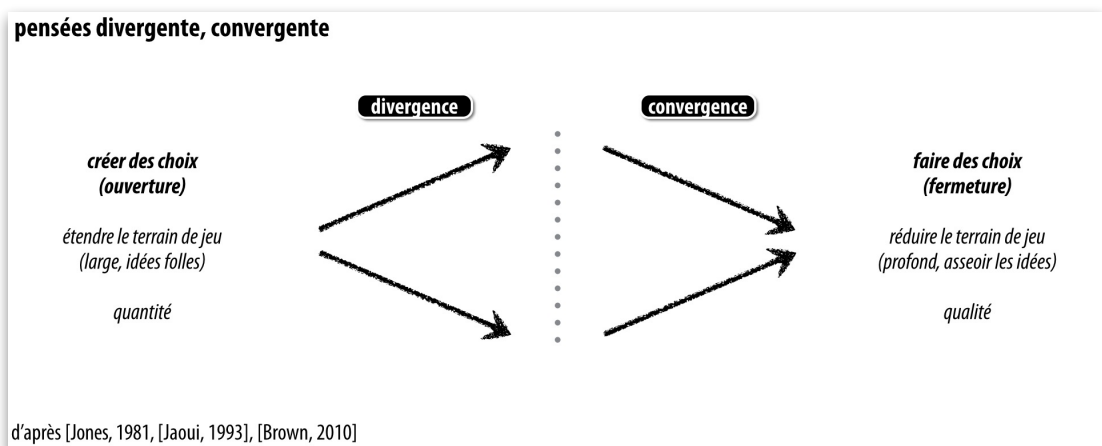 pensées divergente, convergente
divergence
convergence
créer des choix
(ouverture)
étendre le terrain de jeu
(large, idées folles)
quantité
faire des choix
(fermeture)
réduire le terrain de jeu
(profond, asseoir les idées)
qualité
d'après [Jones, 1981, [Jaoui, 1993], [Brown, 2010]